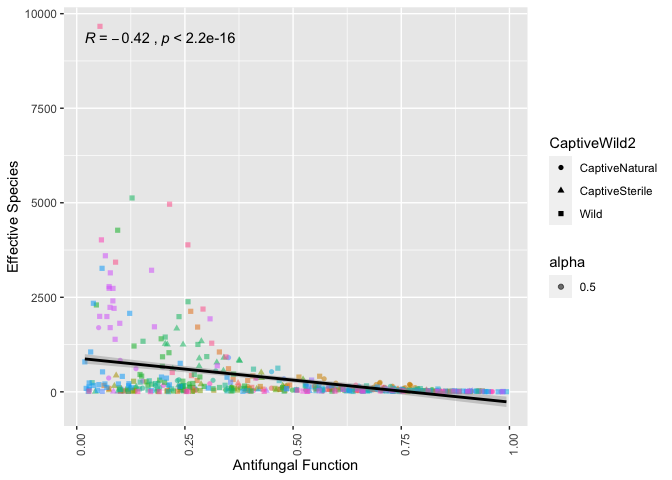 10000
R = −0.42 , p < 2.2e-16
7500
5000
2500
0
Effective Species
0.00
0.25
0.50
0.75
1.00
Antifungal Function
CaptiveWild2
CaptiveNatural
CaptiveSterile
Wild
alpha
0.5